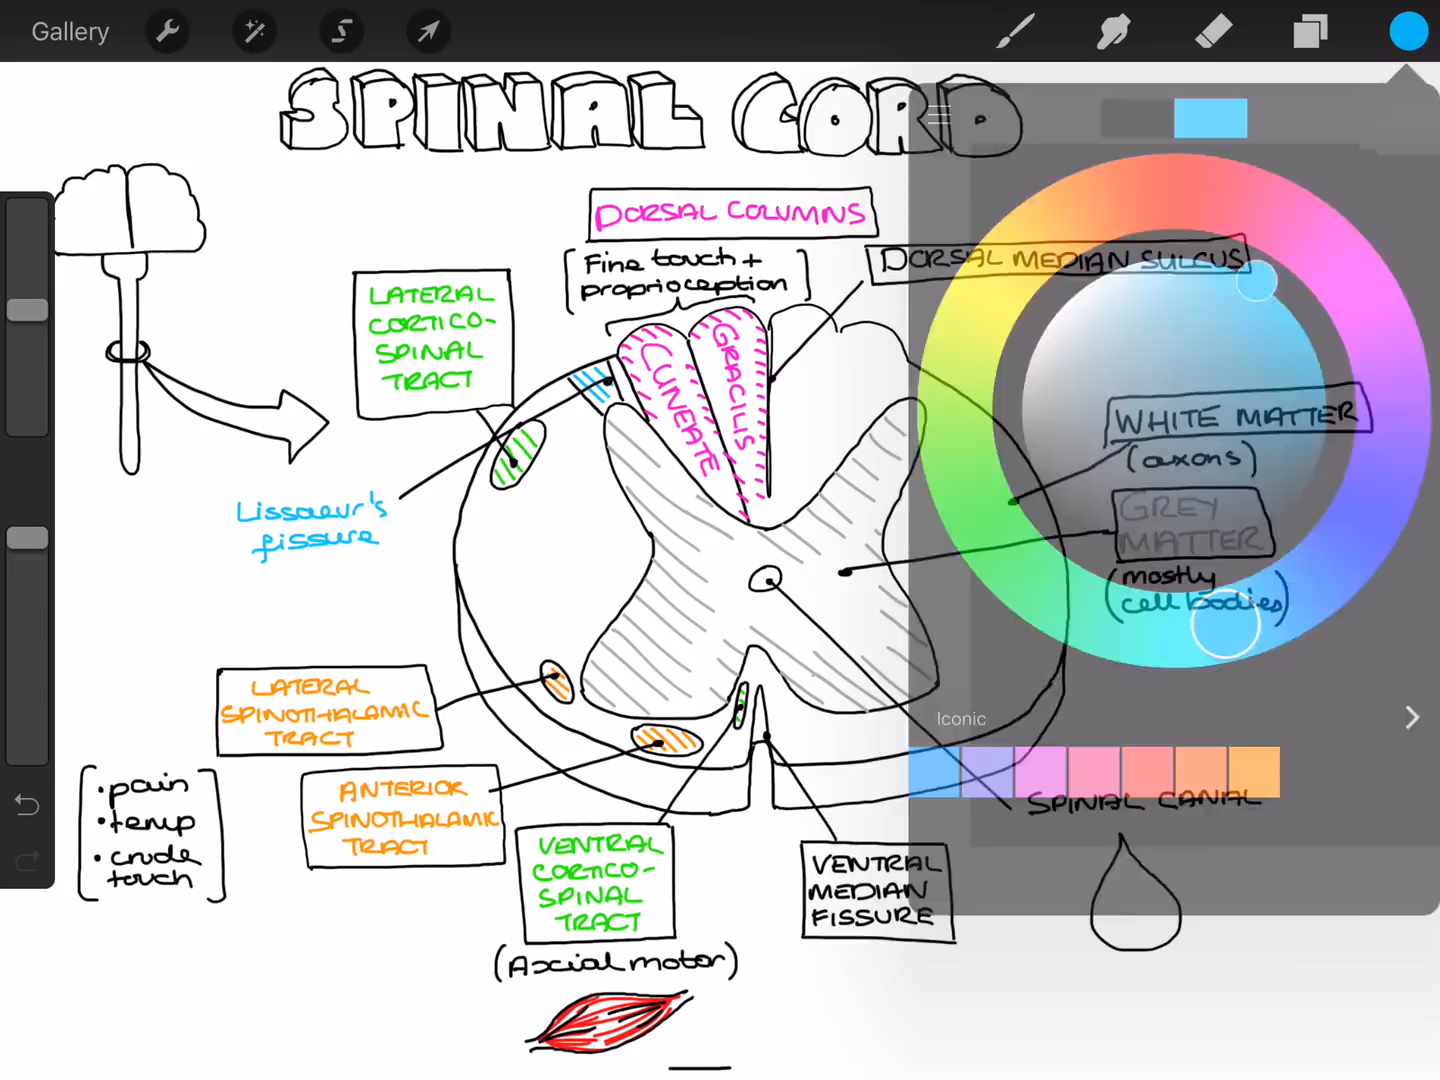 Gallery
SPINAL CORD
DORSAL COLUMNS
Fine touch +
proprioception
DORSAL MEDIAN SULCUS
LATERAL
CORTICO-
SPINAL
TRACT
CUNEATE
GRACILIS
WHITE MATTER
(axons)
GREY
MATTER
(mostly
cell bodies)
Lissaeur's
fissure
LATERAL
SPINOTHALAMIC
TRACT
Iconic
• pain
• temp
• crude
touch
ANTERIOR
SPINOTHALAMIC
TRACT
SPINAL CANAL
VENTRAL
CORTICO-
SPINAL
TRACT
(Axial motor)
VENTRAL
MEDIAN
FISSURE